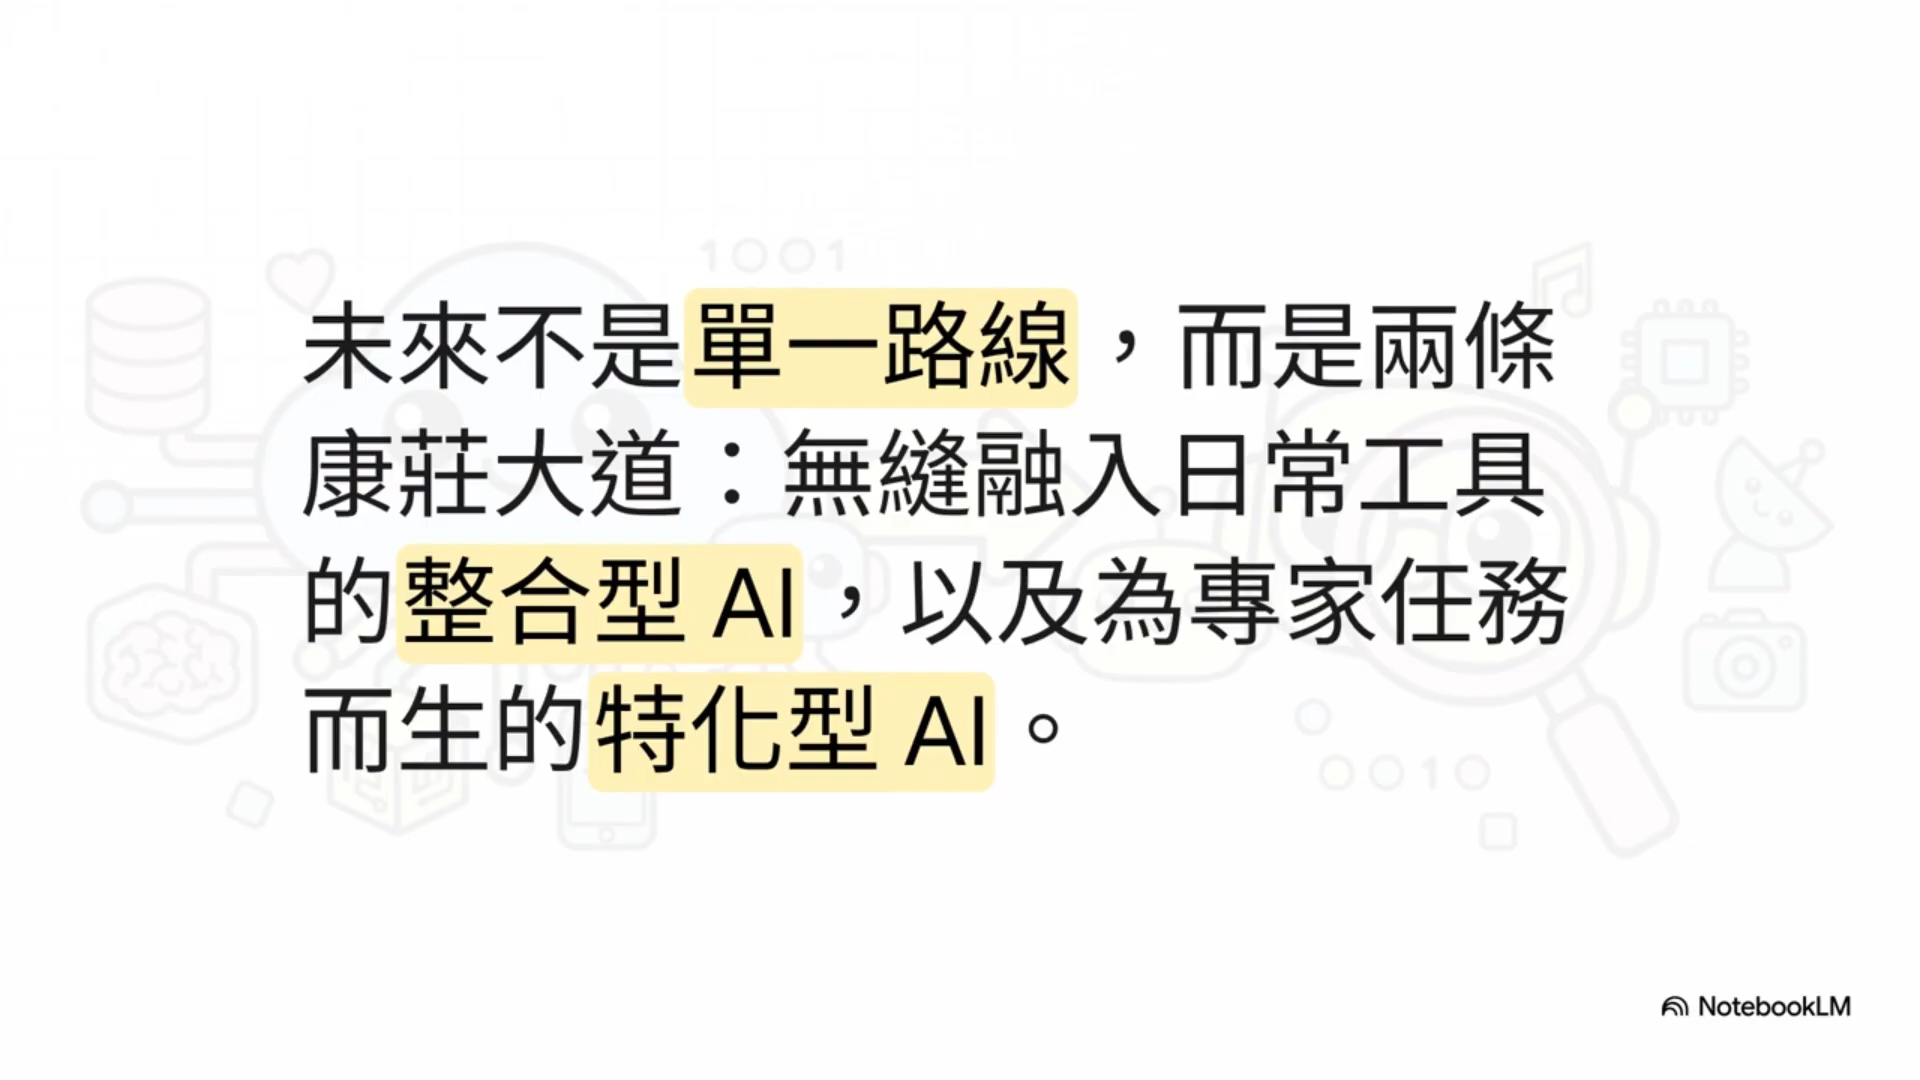 1001
未來不是單一路線，而是兩條
康莊大道：無縫融入日常工具
的整合型 AI，以及為專家任務
而生的特化型 AI。
0010
NotebookLM